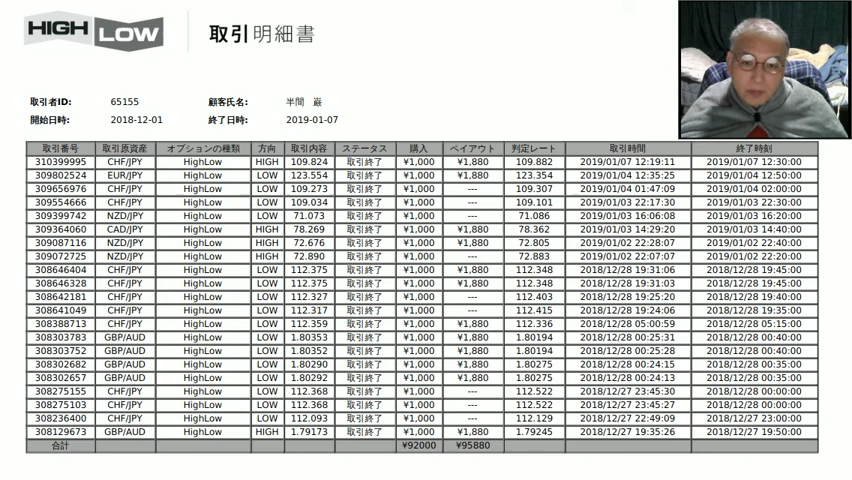 HIGH LOW 取引明細書
取引者ID: 65155 顧客氏名: 半間 巌
開始日時: 2018-12-01 終了日時: 2019-01-07
取引番号 取引原資産 オプションの種類 方向 取引内容 ステータス 購入 ペイアウト 判定レート 取引時間 終了時刻
310399995 CHF/JPY HighLow HIGH 109.824 取引終了 ¥1,000 ¥1,880 109.882 2019/01/07 12:19:11 2019/01/07 12:30:00
309802524 EUR/JPY HighLow LOW 123.554 取引終了 ¥1,000 ¥1,880 123.354 2019/01/04 12:35:25 2019/01/04 12:50:00
309656976 CHF/JPY HighLow LOW 109.273 取引終了 ¥1,000 --- 109.307 2019/01/04 01:47:09 2019/01/04 02:00:00
309554666 CHF/JPY HighLow LOW 109.034 取引終了 ¥1,000 --- 109.101 2019/01/03 22:17:30 2019/01/03 22:30:00
309399742 NZD/JPY HighLow LOW 71.073 取引終了 ¥1,000 --- 71.086 2019/01/03 16:06:08 2019/01/03 16:20:00
309364060 CAD/JPY HighLow HIGH 78.269 取引終了 ¥1,000 ¥1,880 78.362 2019/01/03 14:29:20 2019/01/03 14:40:00
309087116 NZD/JPY HighLow HIGH 72.676 取引終了 ¥1,000 ¥1,880 72.805 2019/01/02 22:28:07 2019/01/02 22:40:00
309072725 NZD/JPY HighLow HIGH 72.890 取引終了 ¥1,000 --- 72.883 2019/01/02 22:07:07 2019/01/02 22:20:00
308646404 CHF/JPY HighLow LOW 112.375 取引終了 ¥1,000 ¥1,880 112.348 2018/12/28 19:31:06 2018/12/28 19:45:00
308646328 CHF/JPY HighLow LOW 112.375 取引終了 ¥1,000 ¥1,880 112.348 2018/12/28 19:31:03 2018/12/28 19:45:00
308642181 CHF/JPY HighLow LOW 112.327 取引終了 ¥1,000 --- 112.403 2018/12/28 19:25:20 2018/12/28 19:40:00
308641049 CHF/JPY HighLow LOW 112.317 取引終了 ¥1,000 --- 112.415 2018/12/28 19:24:06 2018/12/28 19:35:00
308388713 CHF/JPY HighLow LOW 112.359 取引終了 ¥1,000 ¥1,880 112.336 2018/12/28 05:00:59 2018/12/28 05:15:00
308303783 GBP/AUD HighLow LOW 1.80353 取引終了 ¥1,000 ¥1,880 1.80194 2018/12/28 00:25:31 2018/12/28 00:40:00
308303752 GBP/AUD HighLow LOW 1.80352 取引終了 ¥1,000 ¥1,880 1.80194 2018/12/28 00:25:28 2018/12/28 00:40:00
308302682 GBP/AUD HighLow LOW 1.80290 取引終了 ¥1,000 ¥1,880 1.80275 2018/12/28 00:24:15 2018/12/28 00:35:00
308302657 GBP/AUD HighLow LOW 1.80292 取引終了 ¥1,000 ¥1,880 1.80275 2018/12/28 00:24:13 2018/12/28 00:35:00
308275155 CHF/JPY HighLow LOW 112.368 取引終了 ¥1,000 --- 112.522 2018/12/27 23:45:30 2018/12/28 00:00:00
308275103 CHF/JPY HighLow LOW 112.368 取引終了 ¥1,000 --- 112.522 2018/12/27 23:45:27 2018/12/28 00:00:00
308236400 CHF/JPY HighLow LOW 112.093 取引終了 ¥1,000 --- 112.129 2018/12/27 22:49:09 2018/12/27 23:00:00
308129673 GBP/AUD HighLow HIGH 1.79173 取引終了 ¥1,000 ¥1,880 1.79245 2018/12/27 19:35:26 2018/12/27 19:50:00
合計 ¥92000 ¥95880